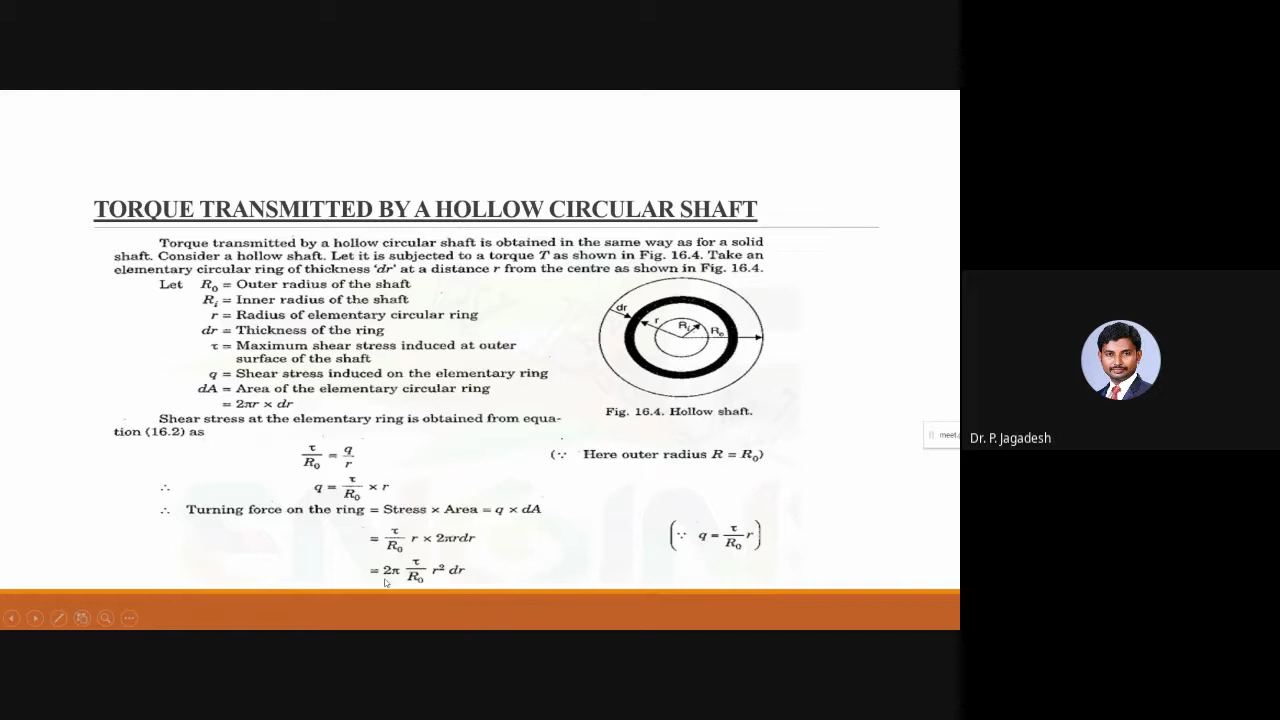 TORQUE TRANSMITTED BY A HOLLOW CIRCULAR SHAFT
Torque transmitted by a hollow circular shaft is obtained in the same way as for a solid
shaft. Consider a hollow shaft. Let it is subjected to a torque T as shown in Fig. 16.4. Take an
elementary circular ring of thickness ‘dr’ at a distance r from the centre as shown in Fig. 16.4.
Let R₀ = Outer radius of the shaft
Rᵢ = Inner radius of the shaft
r = Radius of elementary circular ring
dr = Thickness of the ring
τ = Maximum shear stress induced at outer
surface of the shaft
q = Shear stress induced on the elementary ring
dA = Area of the elementary circular ring
= 2πr × dr
dr
r
Rᵢ
R₀
Fig. 16.4. Hollow shaft.
Shear stress at the elementary ring is obtained from equa-
tion (16.2) as
τ/R₀ = q/r (∵ Here outer radius R = R₀)
∴ q = τ/R₀ × r
∴ Turning force on the ring = Stress × Area = q × dA
= τ/R₀ r × 2πrdr (∵ q = τ/R₀ r)
= 2π τ/R₀ r² dr
meet.
Dr. P. Jagadesh